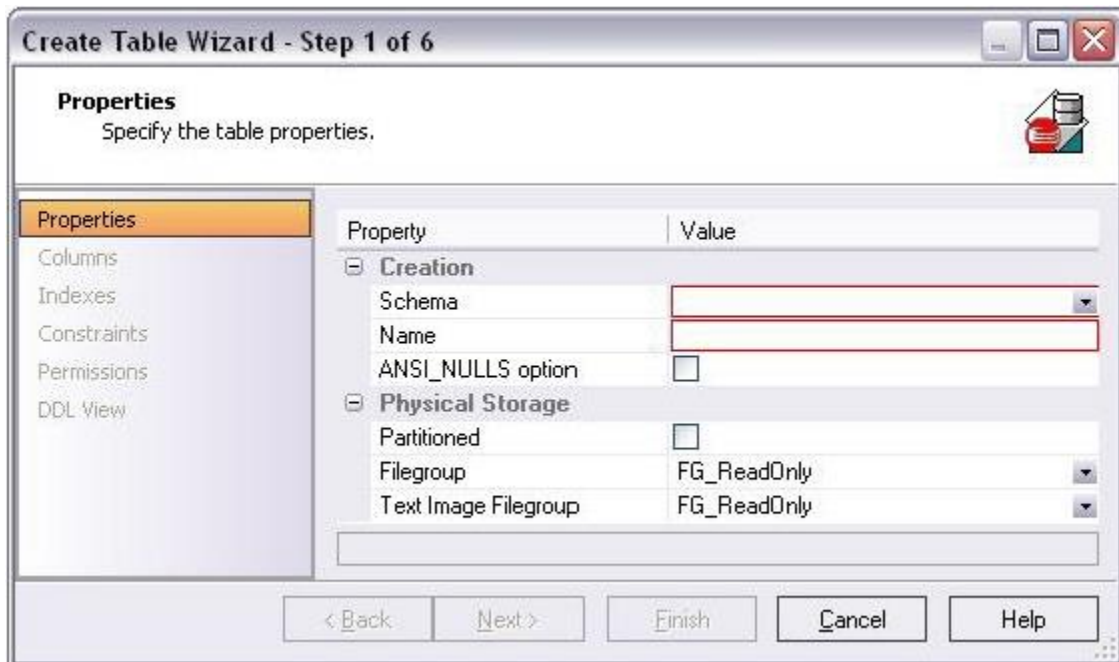 Create Table Wizard - Step 1 of 6
Properties
Specify the table properties.
Properties
Columns
Indexes
Constraints
Permissions
DDL View
Property Value
Creation
Schema
Name
ANSI_NULLS option
Physical Storage
Partitioned
Filegroup FG_ReadOnly
Text Image Filegroup FG_ReadOnly
< Back Next > Finish Cancel Help